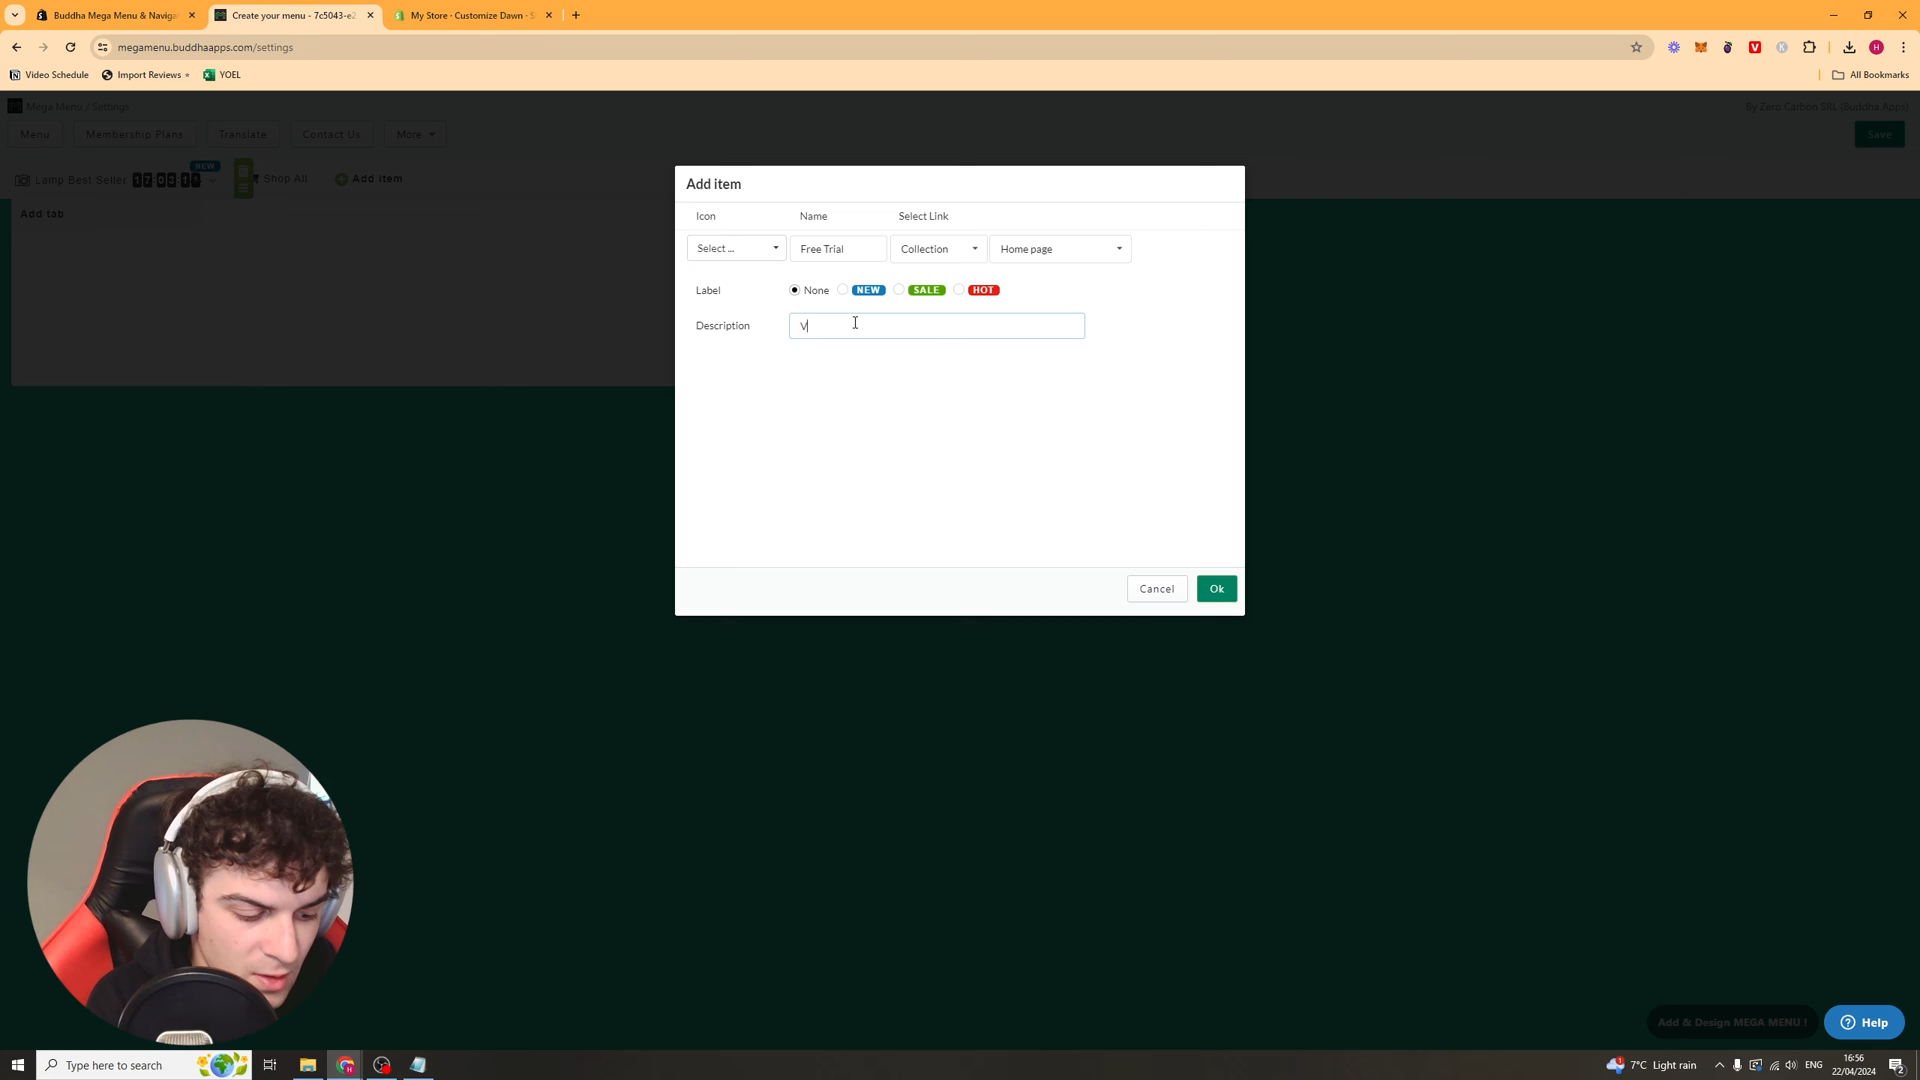 Buddha Mega Menu & Naviga
Create your menu - 7c5043-e2
My Store · Customize Dawn · S
megamenu.buddhaapps.com/settings
Video Schedule
Import Reviews
YOEL
All Bookmarks
Mega Menu / Settings
By Zero Carbon SRL (Buddha Apps)
Menu
Membership Plans
Translate
Contact Us
More
Save
NEW
Lamp Best Seller
17:03:11
Shop All
Add item
Add tab
Add item
Icon
Name
Select Link
Select ...
Free Trial
Collection
Home page
Label
None
NEW
SALE
HOT
Description
V
Cancel
Ok
Add & Design MEGA MENU !
Help
Type here to search
7°C Light rain
ENG
16:56
22/04/2024